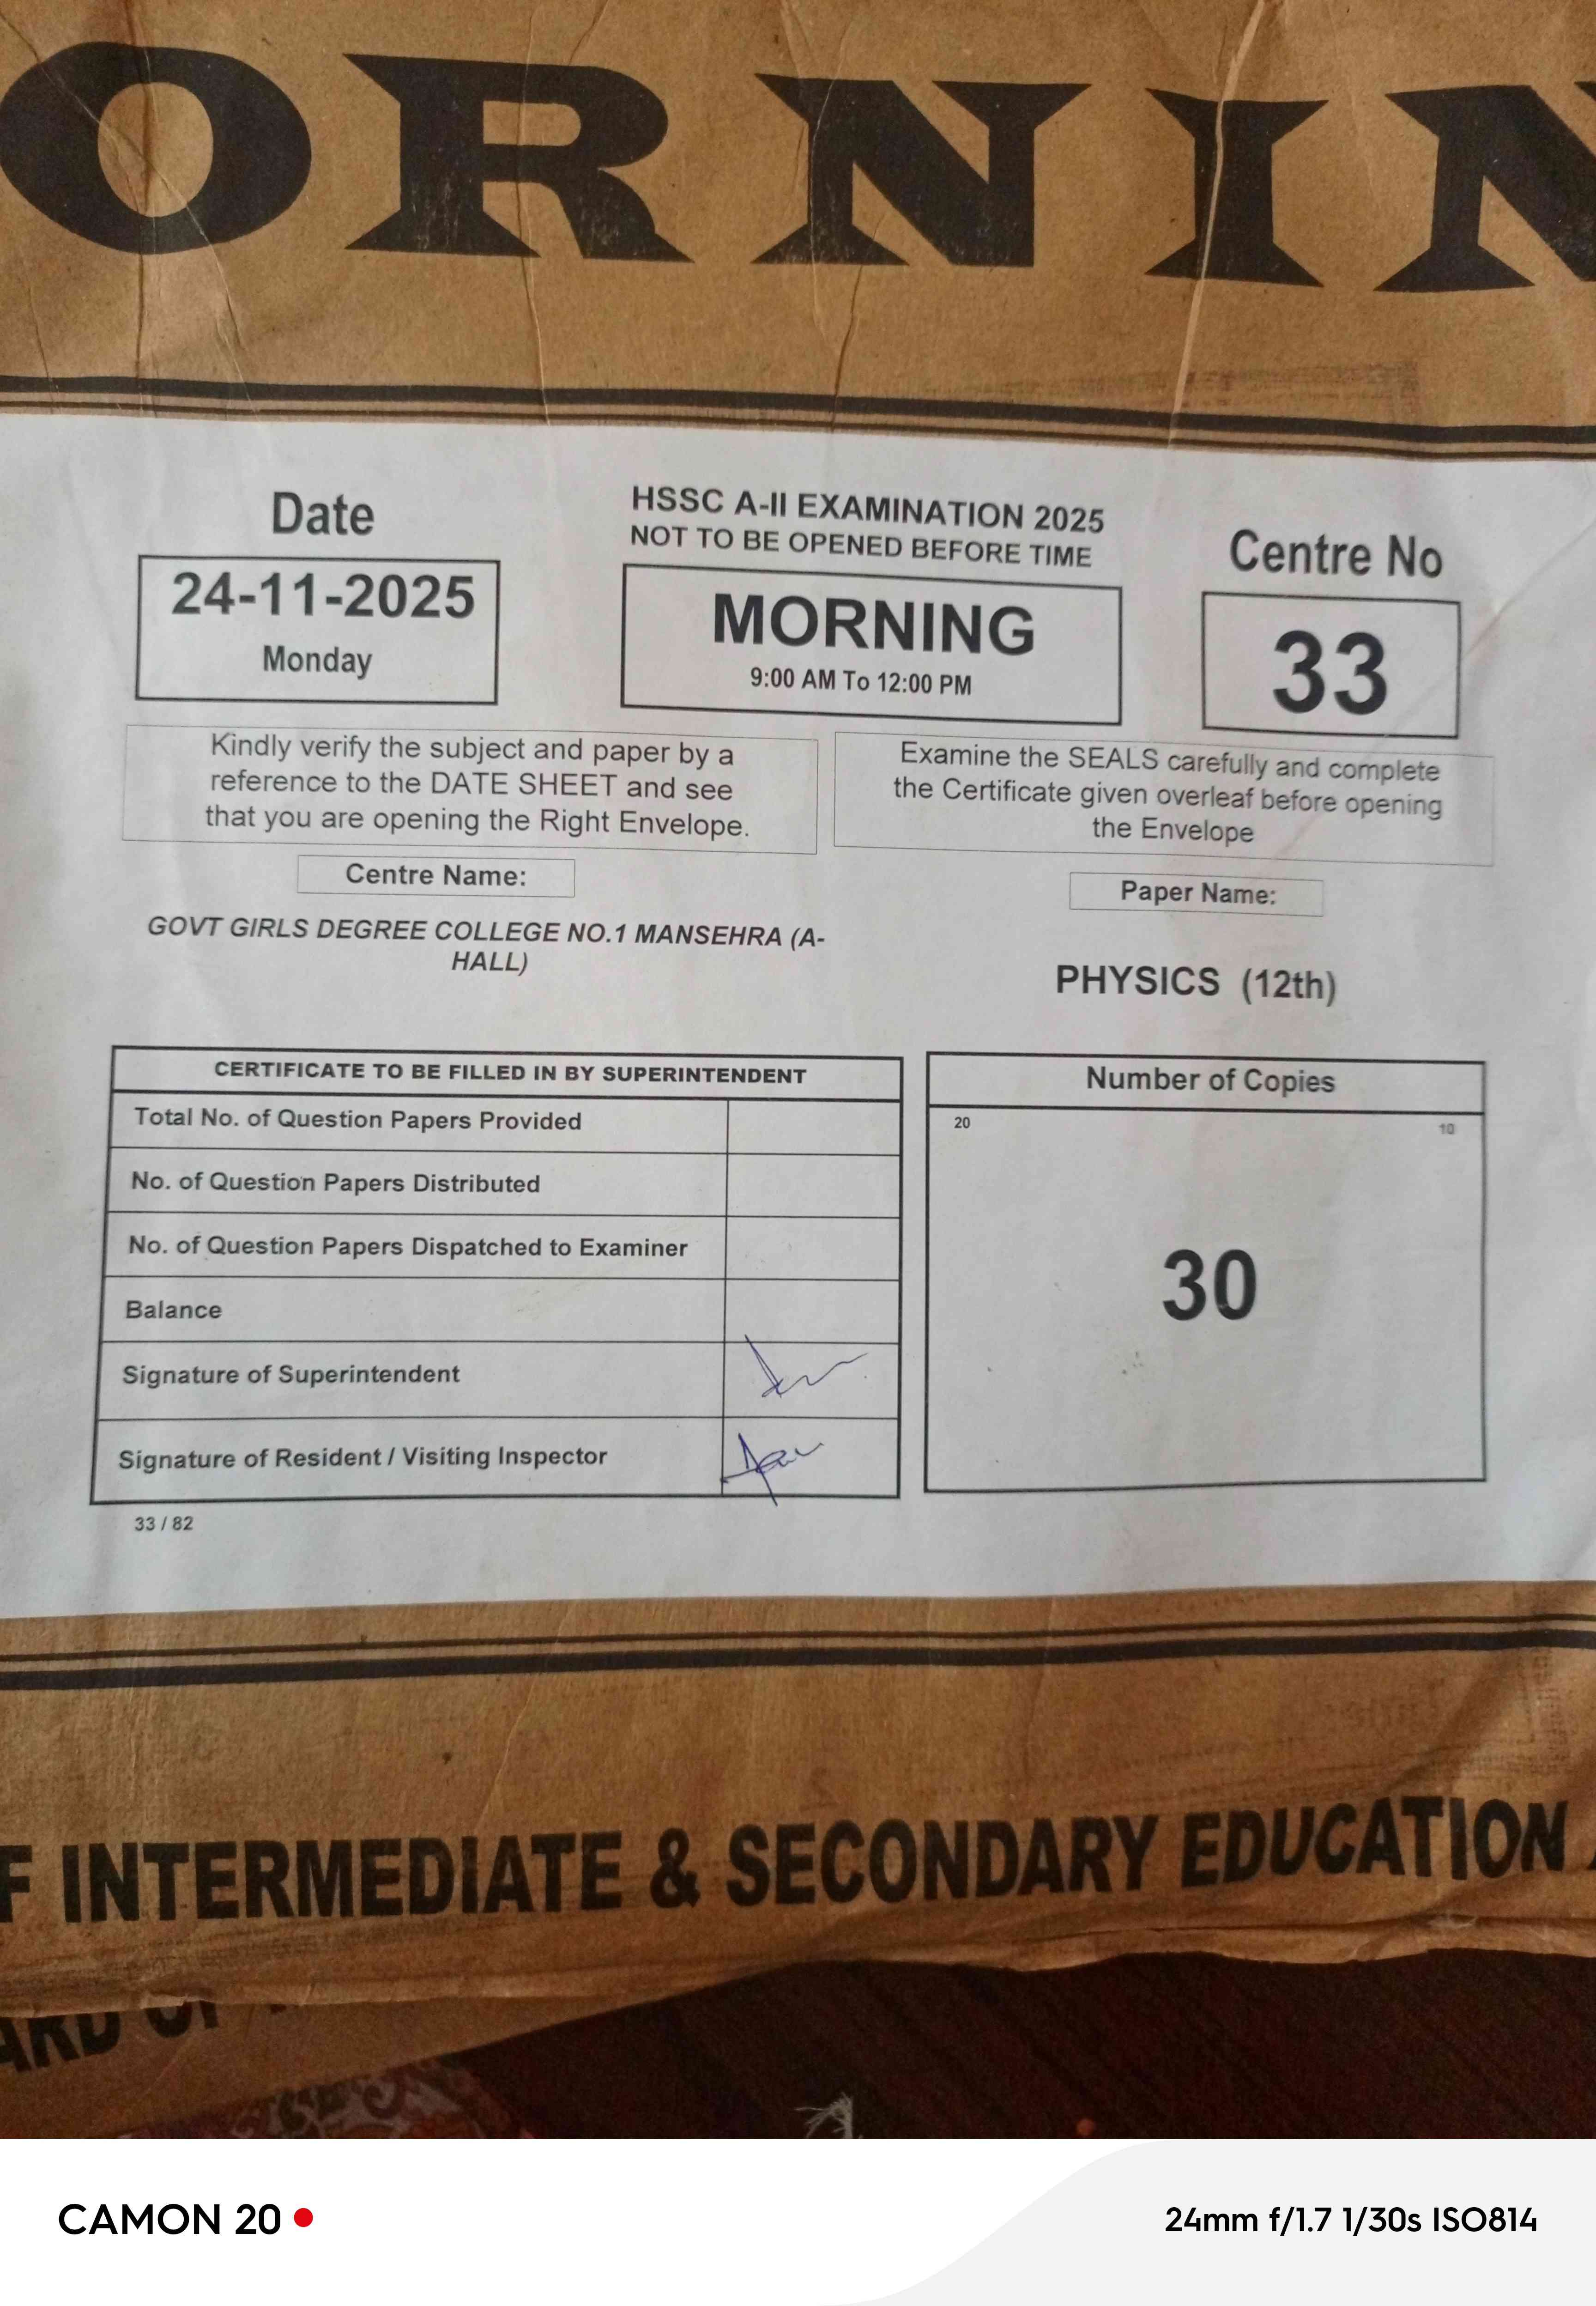 ORNIN
Date
24-11-2025
Monday
HSSC A-II EXAMINATION 2025
NOT TO BE OPENED BEFORE TIME
MORNING
9:00 AM To 12:00 PM
Centre No
33
Kindly verify the subject and paper by a
reference to the DATE SHEET and see
that you are opening the Right Envelope.
Examine the SEALS carefully and complete
the Certificate given overleaf before opening
the Envelope
Centre Name:
GOVT GIRLS DEGREE COLLEGE NO.1 MANSEHRA (A-
HALL)
Paper Name:
PHYSICS (12th)
CERTIFICATE TO BE FILLED IN BY SUPERINTENDENT
Total No. of Question Papers Provided
No. of Question Papers Distributed
No. of Question Papers Dispatched to Examiner
Balance
Signature of Superintendent
Signature of Resident / Visiting Inspector
33 / 82
Number of Copies
20 10
30
F INTERMEDIATE & SECONDARY EDUCATION
ARD OF
CAMON 20
24mm f/1.7 1/30s ISO814